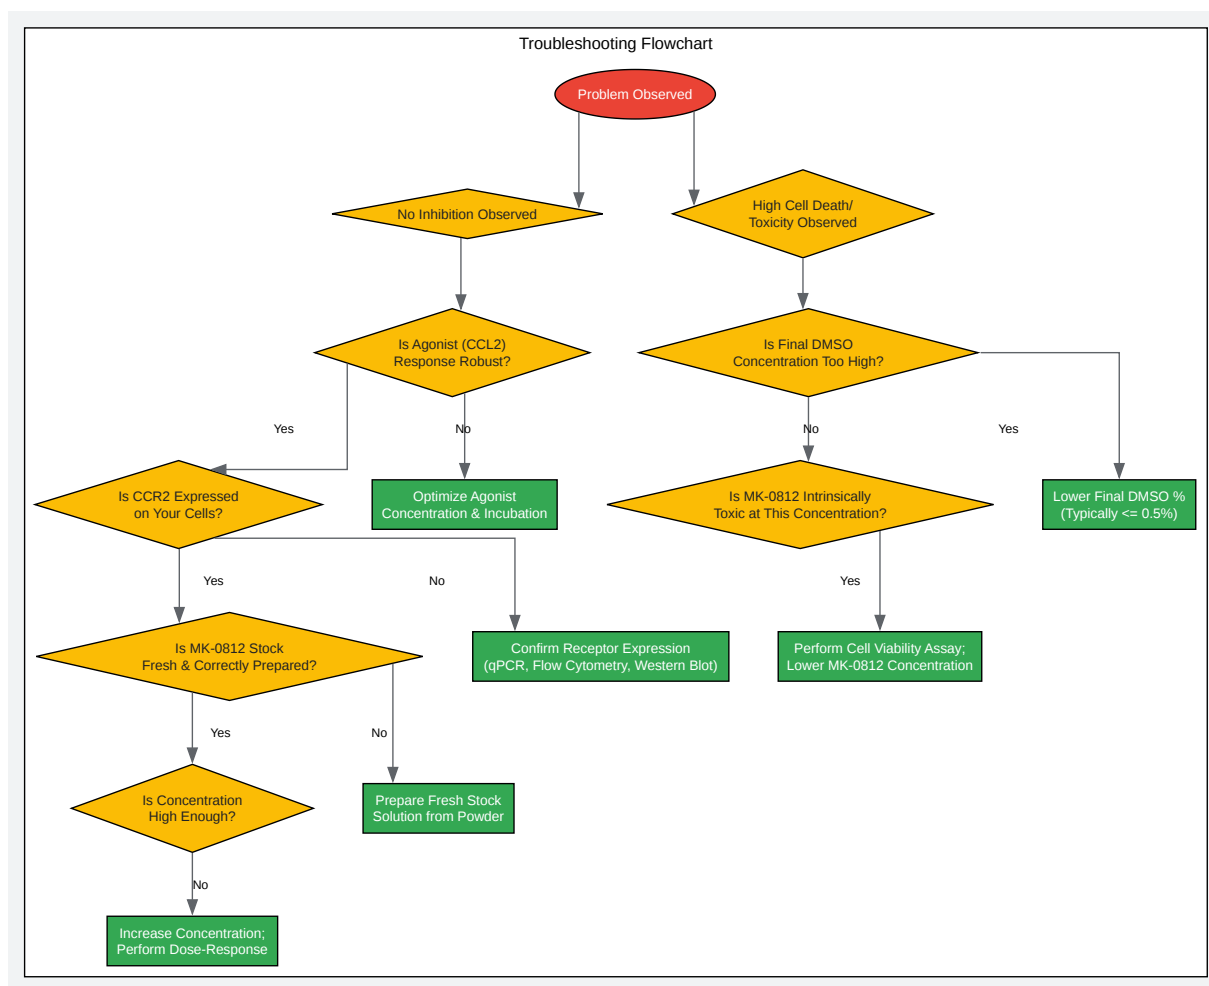 Troubleshooting Flowchart
Problem Observed
No Inhibition Observed
High Cell Death/
Toxicity Observed
Is Agonist (CCL2)
Response Robust?
Is Final DMSO
Concentration Too High?
Yes
No
No
Yes
Is CCR2 Expressed
on Your Cells?
Optimize Agonist
Concentration & Incubation
Is MK-0812 Intrinsically
Toxic at This Concentration?
Lower Final DMSO %
(Typically <= 0.5%)
Yes
No
Yes
Is MK-0812 Stock
Fresh & Correctly Prepared?
Confirm Receptor Expression
(qPCR, Flow Cytometry, Western Blot)
Perform Cell Viability Assay;
Lower MK-0812 Concentration
Yes
No
Is Concentration
High Enough?
Prepare Fresh Stock
Solution from Powder
No
Increase Concentration;
Perform Dose-Response